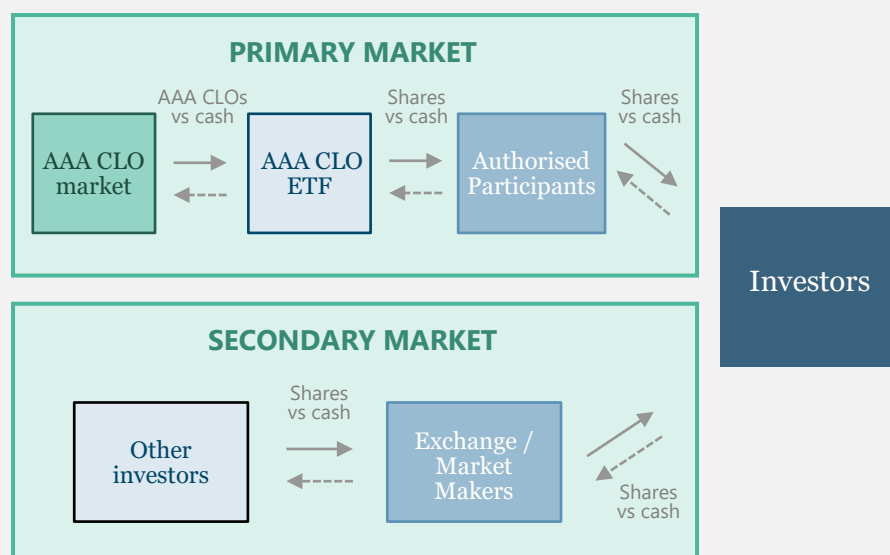 PRIMARY MARKET
AAA CLOs
vs cash
Shares
vs cash
Shares
vs cash
AAA CLO
market
AAA CLO
ETF
Authorised
Participants
Investors
SECONDARY MARKET
Shares
vs cash
Other
investors
Exchange /
Market
Makers
Shares
vs cash